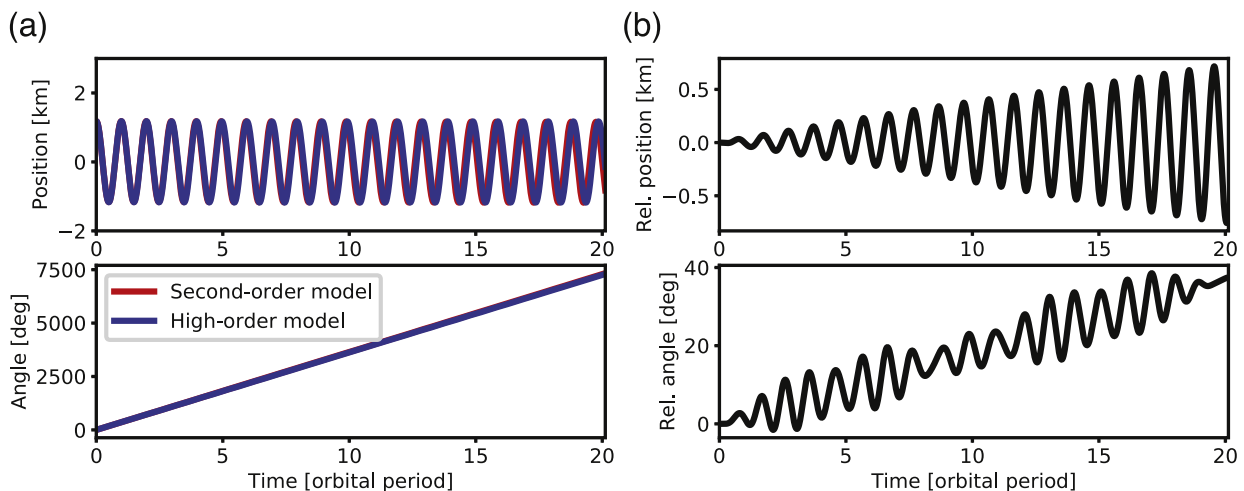 (a)
Position [km]
2
0
−2
0 5 10 15 20
Angle [deg]
7500
5000
2500
0
Second-order model
High-order model
0 5 10 15 20
Time [orbital period]
(b)
Rel. position [km]
0.5
0.0
−0.5
0 5 10 15 20
Rel. angle [deg]
40
20
0
0 5 10 15 20
Time [orbital period]